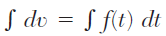 ∫ dv = ∫ f(t) dt